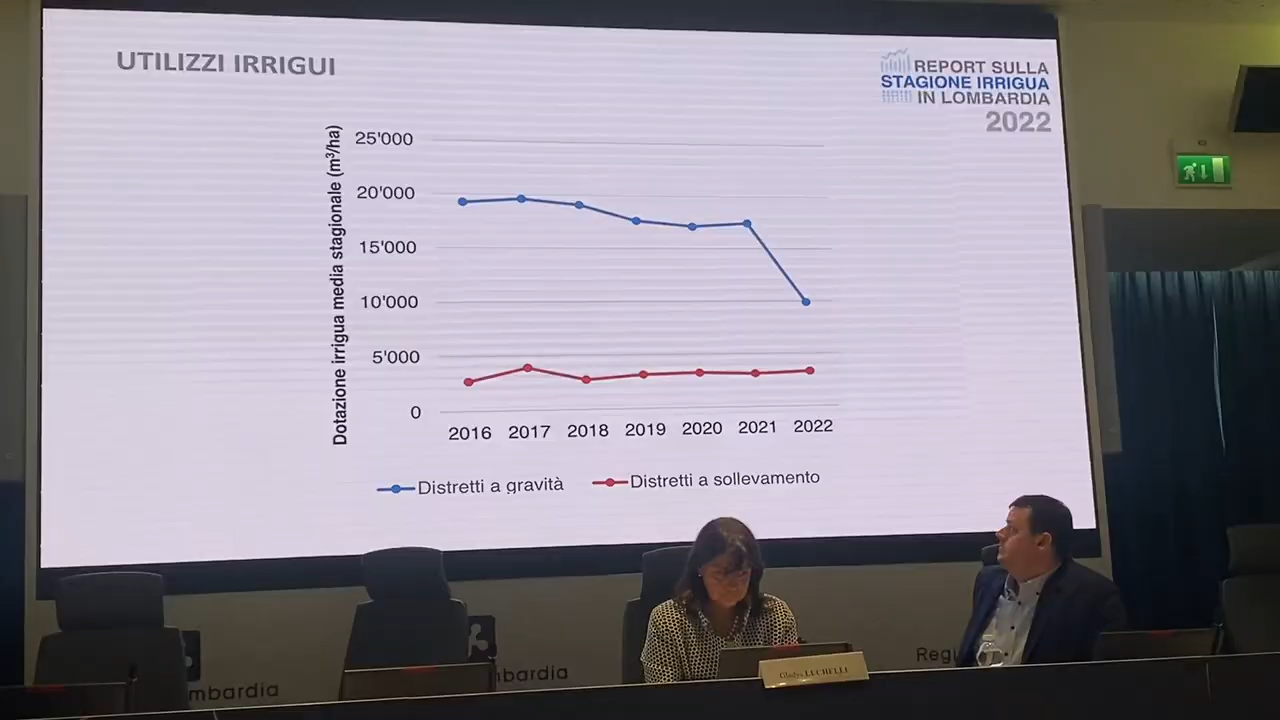 UTILIZZI IRRIGUI
REPORT SULLA
STAGIONE IRRIGUA
IN LOMBARDIA
2022
Dotazione irrigua media stagionale (m³/ha)
25'000
20'000
15'000
10'000
5'000
0
2016 2017 2018 2019 2020 2021 2022
Distretti a gravità
Distretti a sollevamento
mbardia
mbardia
Regi
Gladys LUCHELLI